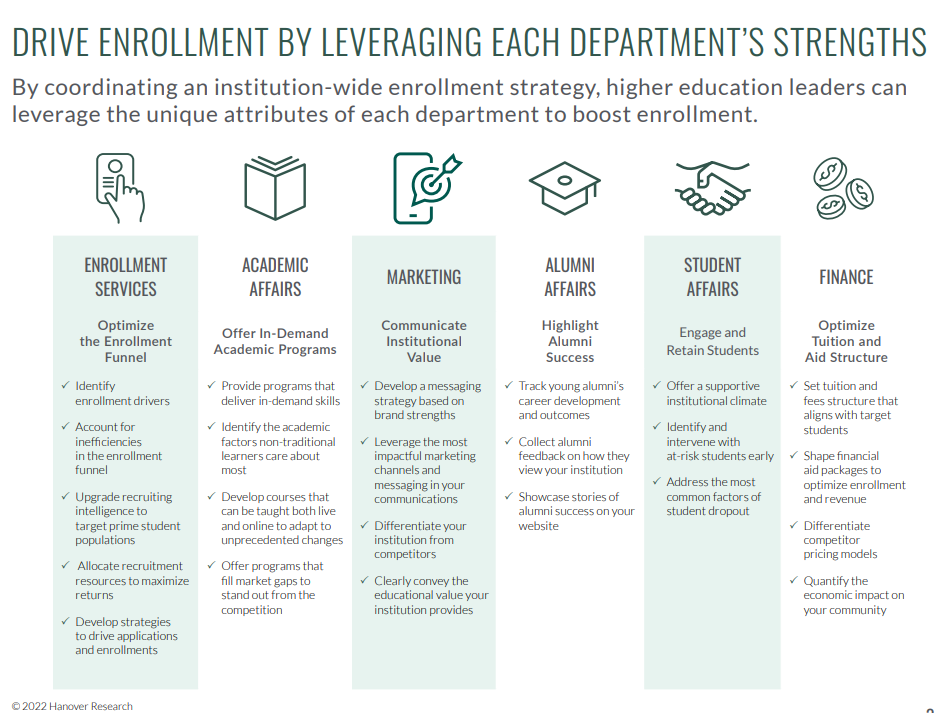 DRIVE ENROLLMENT BY LEVERAGING EACH DEPARTMENT'S STRENGTHS
By coordinating an institution-wide enrollment strategy, higher education leaders can
leverage the unique attributes of each department to boost enrollment.
ENROLLMENT
SERVICES
Optimize
the Enrollment
Funnel
✓ Identify
enrollment drivers
✓ Account for
inefficiencies
in the enrollment
funnel
✓ Upgrade recruiting
intelligence to
target prime student
populations
✓ Allocate recruitment
resources to maximize
returns
✓ Develop strategies
to drive applications
and enrollments
ACADEMIC
AFFAIRS
Offer In-Demand
Academic Programs
✓ Provide programs that
deliver in-demand skills
✓ Identify the academic
factors non-traditional
learners care about
most
✓ Develop courses that
can be taught both live
and online to adapt to
unprecedented changes
✓ Offer programs that
fill market gaps to
stand out from the
competition
MARKETING
Communicate
Institutional
Value
✓ Develop a messaging
strategy based on
brand strengths
✓ Leverage the most
impactful marketing
channels and
messaging in your
communications
✓ Differentiate your
institution from
competitors
✓ Clearly convey the
educational value your
institution provides
ALUMNI
AFFAIRS
Highlight
Alumni
Success
✓ Track young alumni's
career development
and outcomes
✓ Collect alumni
feedback on how they
view your institution
✓ Showcase stories of
alumni success on your
website
STUDENT
AFFAIRS
Engage and
Retain Students
✓ Offer a supportive
institutional climate
✓ Identify and
intervene with
at-risk students early
✓ Address the most
common factors of
student dropout
FINANCE
Optimize
Tuition and
Aid Structure
✓ Set tuition and
fees structure that
aligns with target
students
✓ Shape financial
aid packages to
optimize enrollment
and revenue
✓ Differentiate
competitor
pricing models
✓ Quantify the
economic impact on
your community
© 2022 Hanover Research